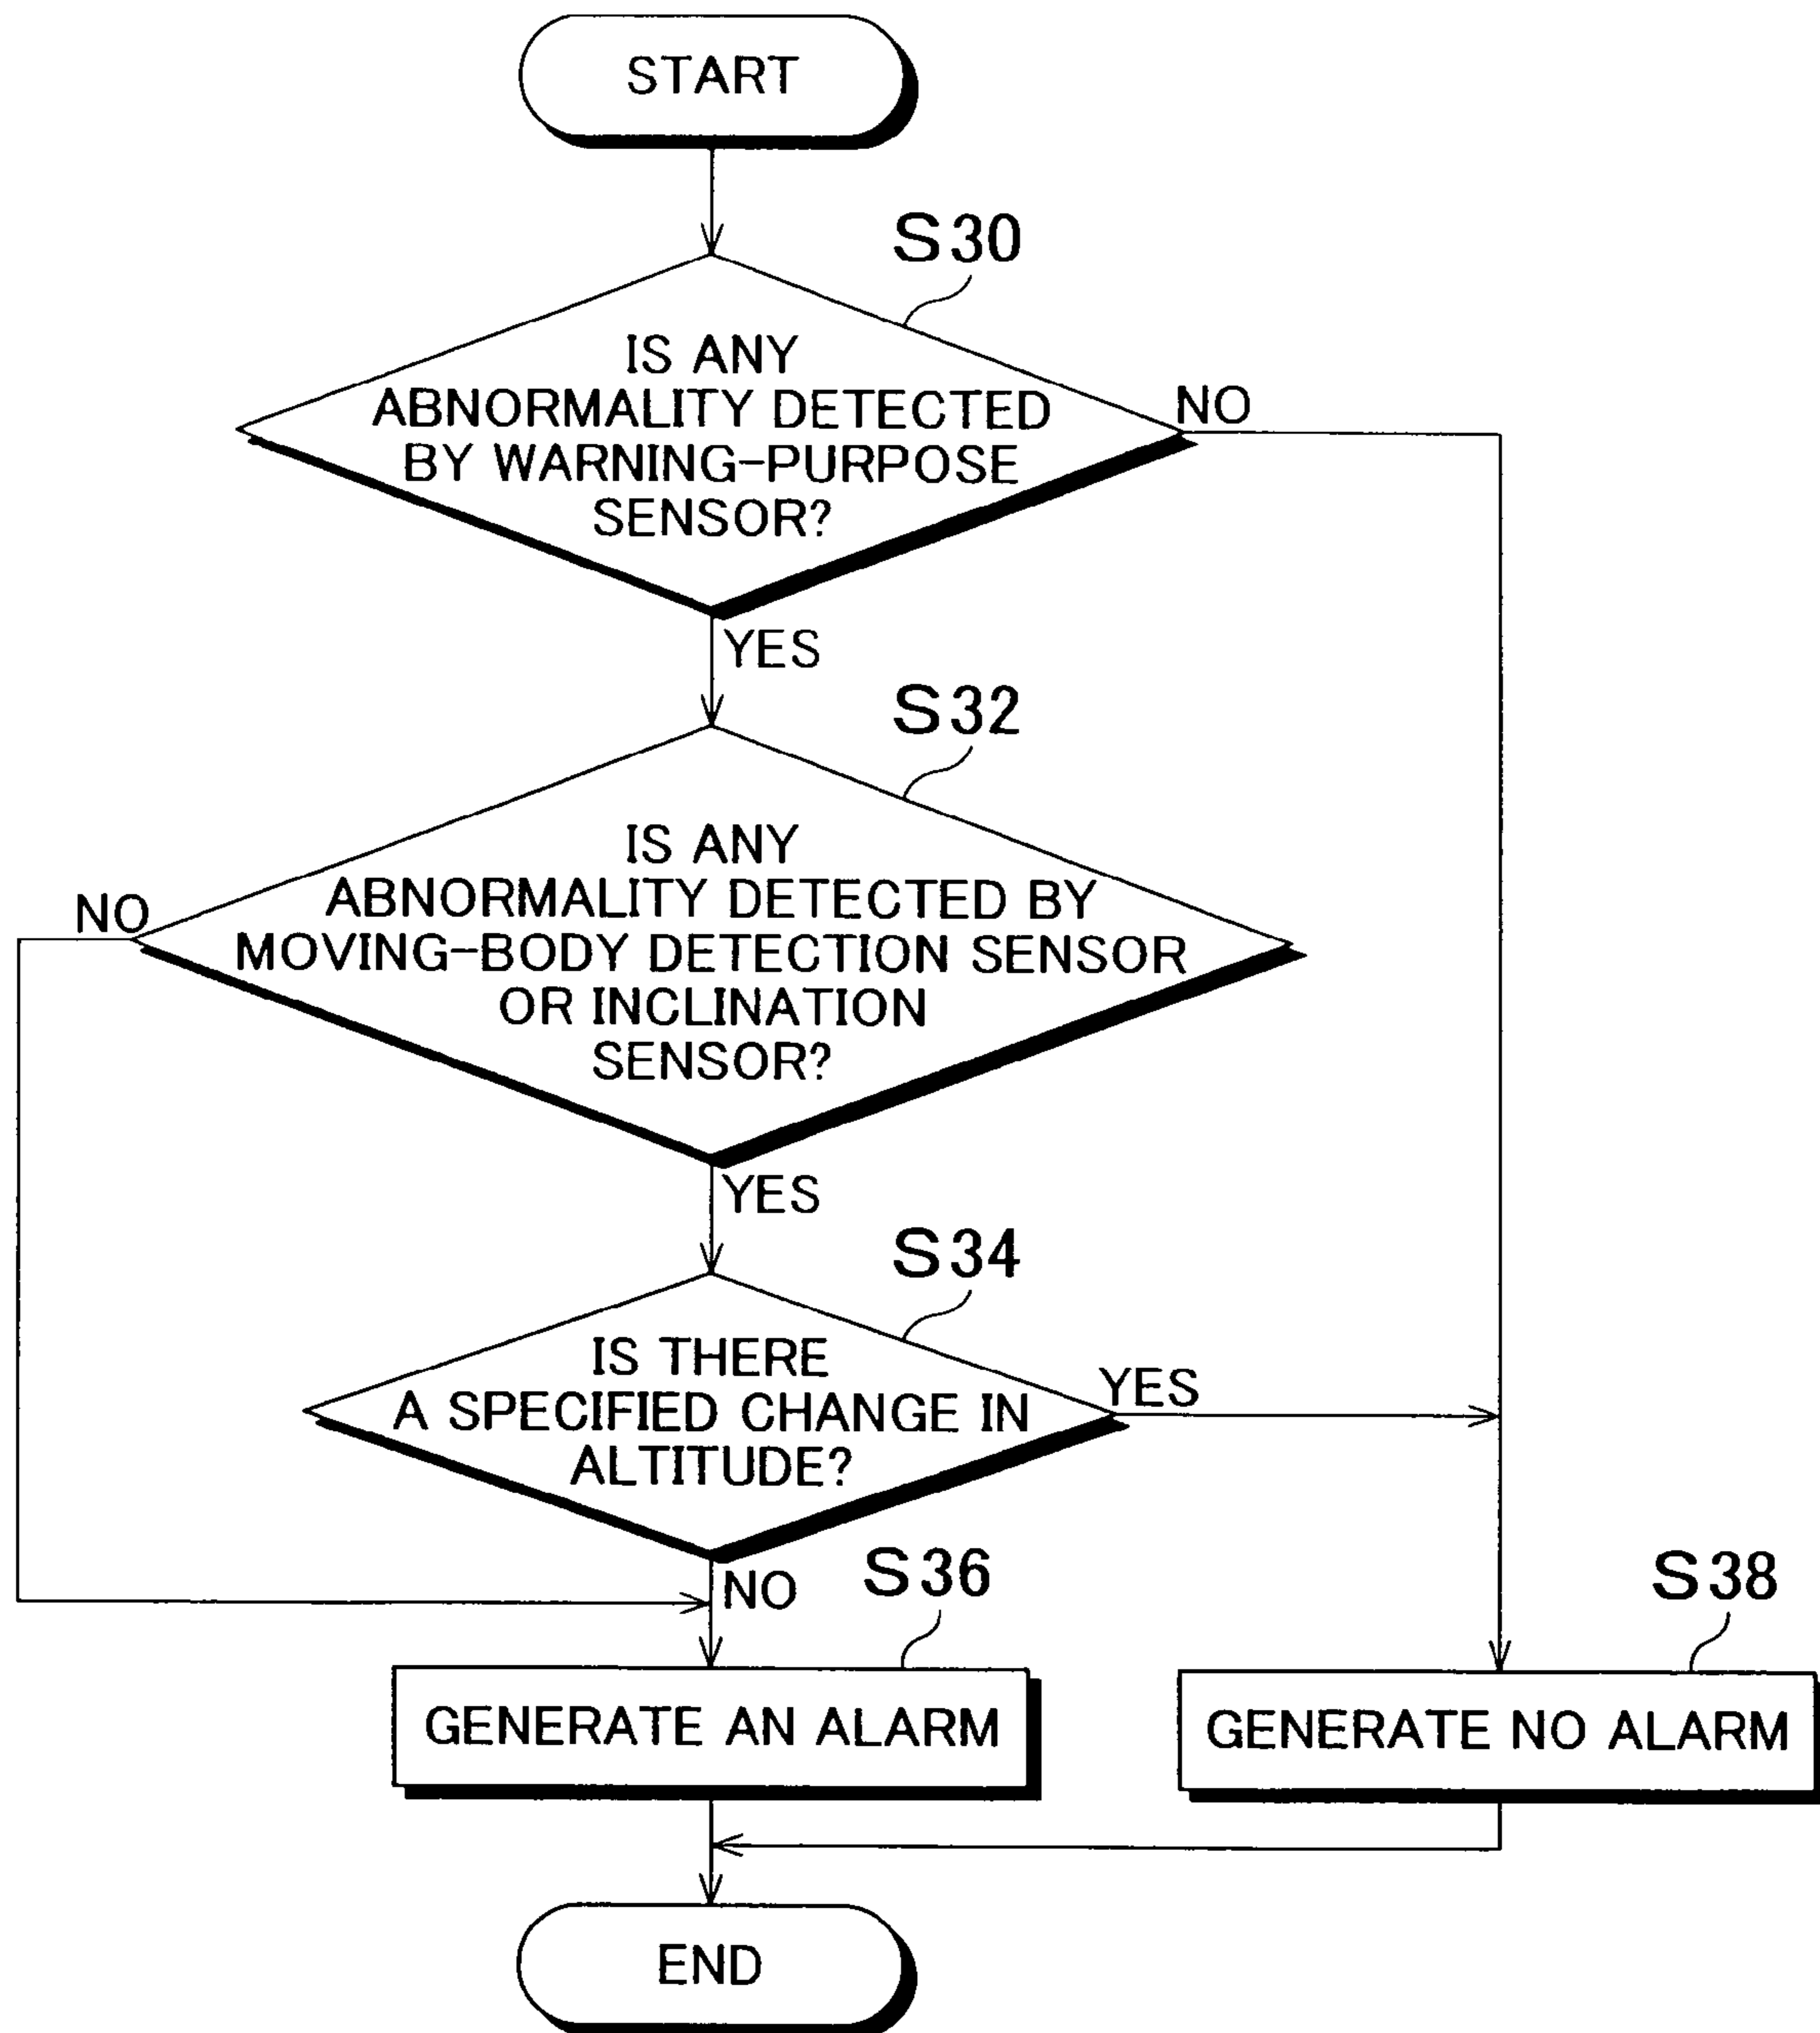 START
S30
IS ANY
ABNORMALITY DETECTED
BY WARNING-PURPOSE
SENSOR?
NO
YES
S32
IS ANY
ABNORMALITY DETECTED BY
MOVING-BODY DETECTION SENSOR
OR INCLINATION
SENSOR?
NO
YES
S34
IS THERE
A SPECIFIED CHANGE IN
ALTITUDE?
YES
NO
S36
S38
GENERATE AN ALARM
GENERATE NO ALARM
END